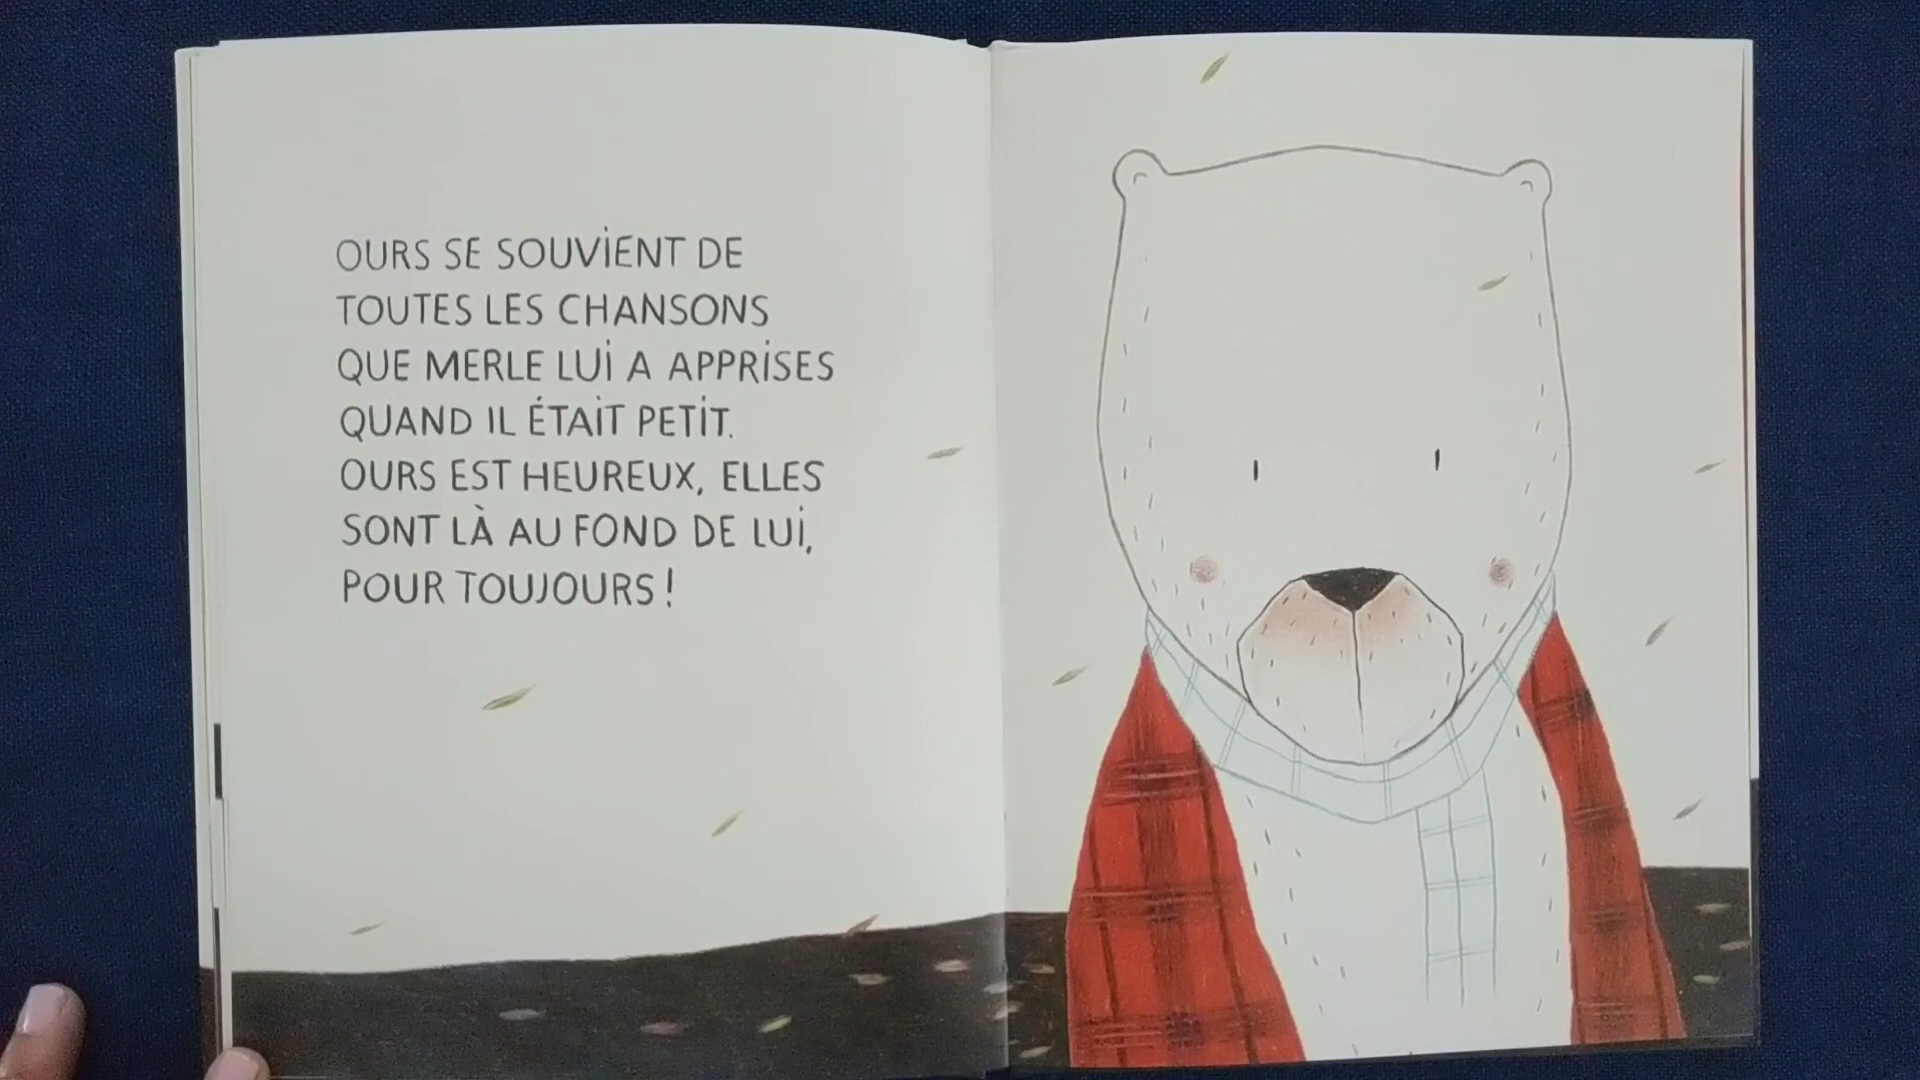 OURS SE SOUVIENT DE
TOUTES LES CHANSONS
QUE MERLE LUI A APPRISES
QUAND IL ÉTAIT PETIT.
OURS EST HEUREUX, ELLES
SONT LÀ AU FOND DE LUI,
POUR TOUJOURS !